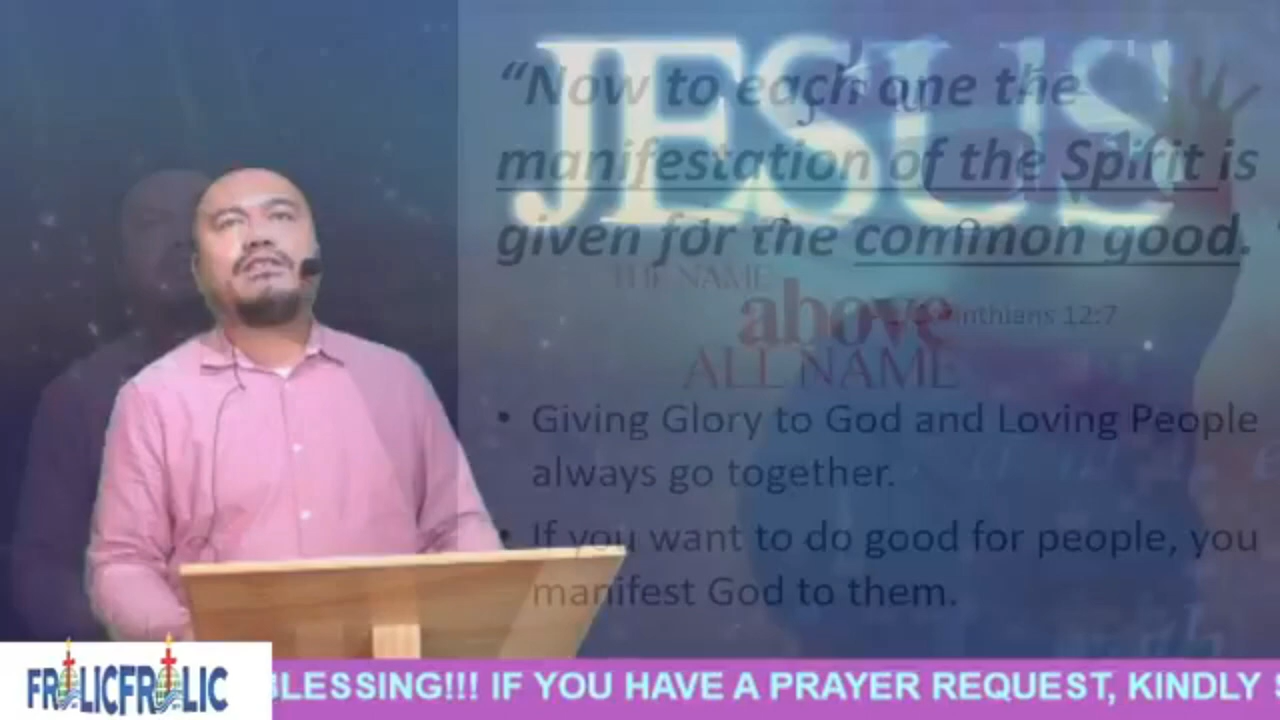 JESUS
THE NAME
above
ALL NAME
“Now to each one the
manifestation of the Spirit is
given for the common good.
12:7
• Giving Glory to God and Loving People
always go together.
• If you want to do good for people, you
manifest God to them.
FROLICFROLIC
BLESSING!!! IF YOU HAVE A PRAYER REQUEST, KINDLY